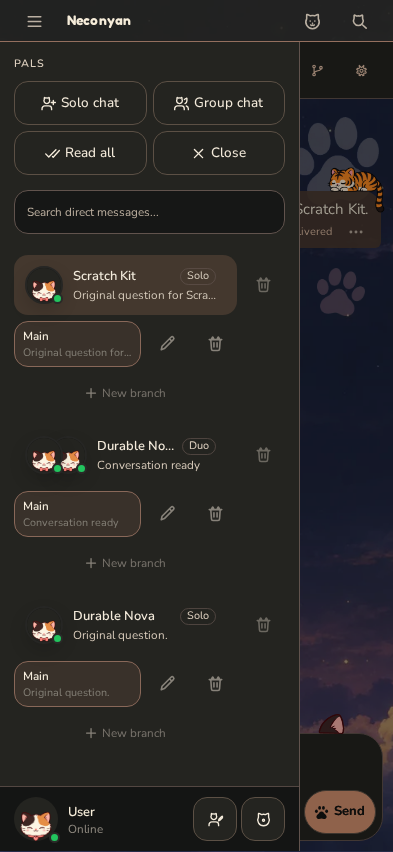 Neconyan
PALS
Solo chat
Group chat
Read all
Close
Search direct messages...
Scratch Kit
Solo
Original question for Scra...
Main
Original question for...
New branch
Durable No...
Duo
Conversation ready
Main
Conversation ready
New branch
Durable Nova
Solo
Original question.
Main
Original question.
New branch
User
Online
Scratch Kit.
Send